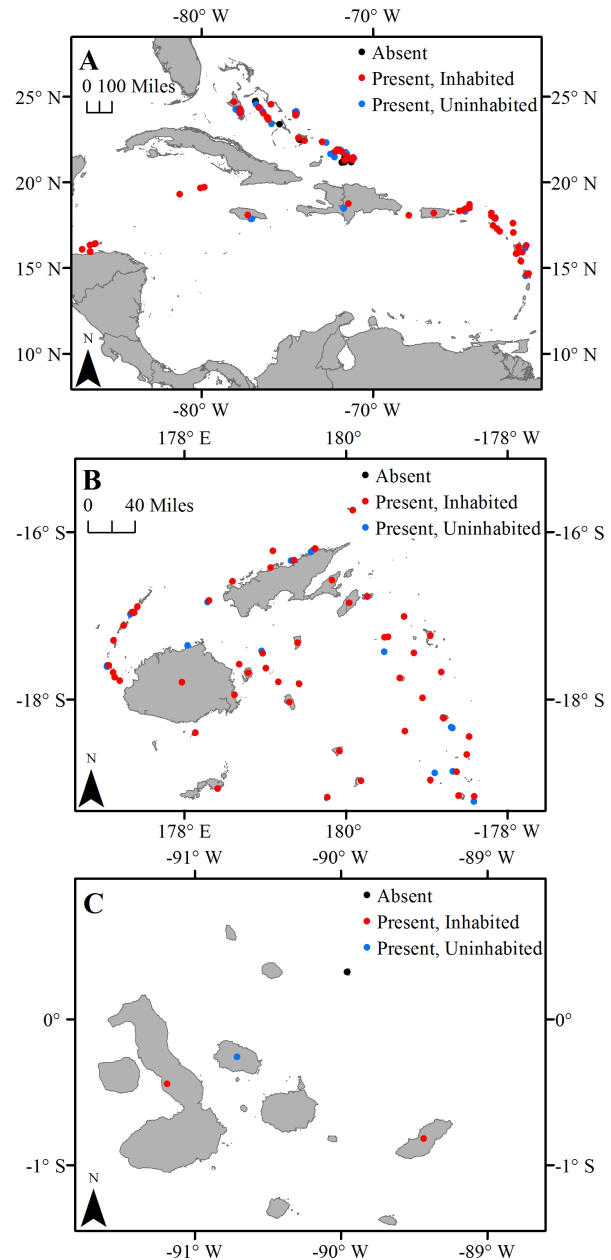 -80° W -70° W
A
Absent
25° N 25° N
0 100 Miles
Present, Inhabited
Present, Uninhabited
20° N 20° N
15° N 15° N
10° N 10° N
N
-80° W -70° W
178° E 180° -178° W
B
Absent
0 40 Miles
Present, Inhabited
-16° S -16° S
Present, Uninhabited
-18° S -18° S
N
178° E 180° -178° W
-91° W -90° W -89° W
C
Absent
Present, Inhabited
Present, Uninhabited
0° 0°
-1° S -1° S
N
-91° W -90° W -89° W